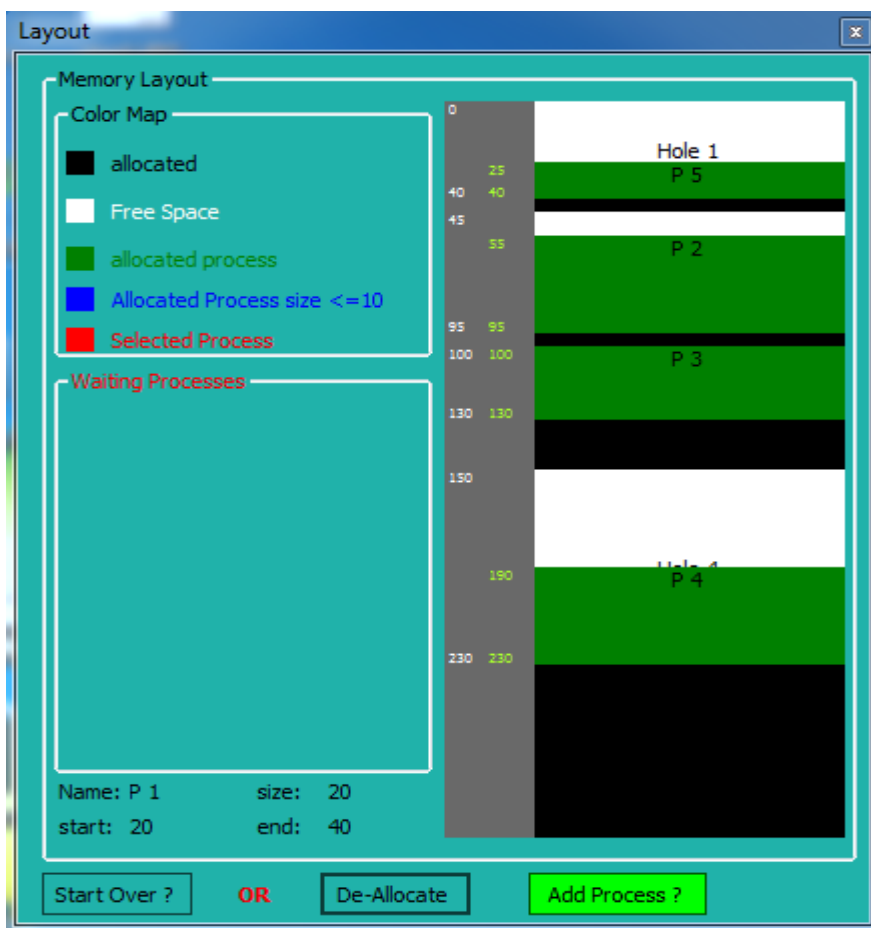 Layout
x
Memory Layout
Color Map
allocated
Free Space
allocated process
Allocated Process size <=10
Selected Process
Waiting Processes
Name: P 1 size: 20
start: 20 end: 40
0
Hole 1
25 P 5
40 40
45
55 P 2
95 95
100 100 P 3
130 130
150
Hole 4
190 P 4
230 230
Start Over ? OR De-Allocate Add Process ?